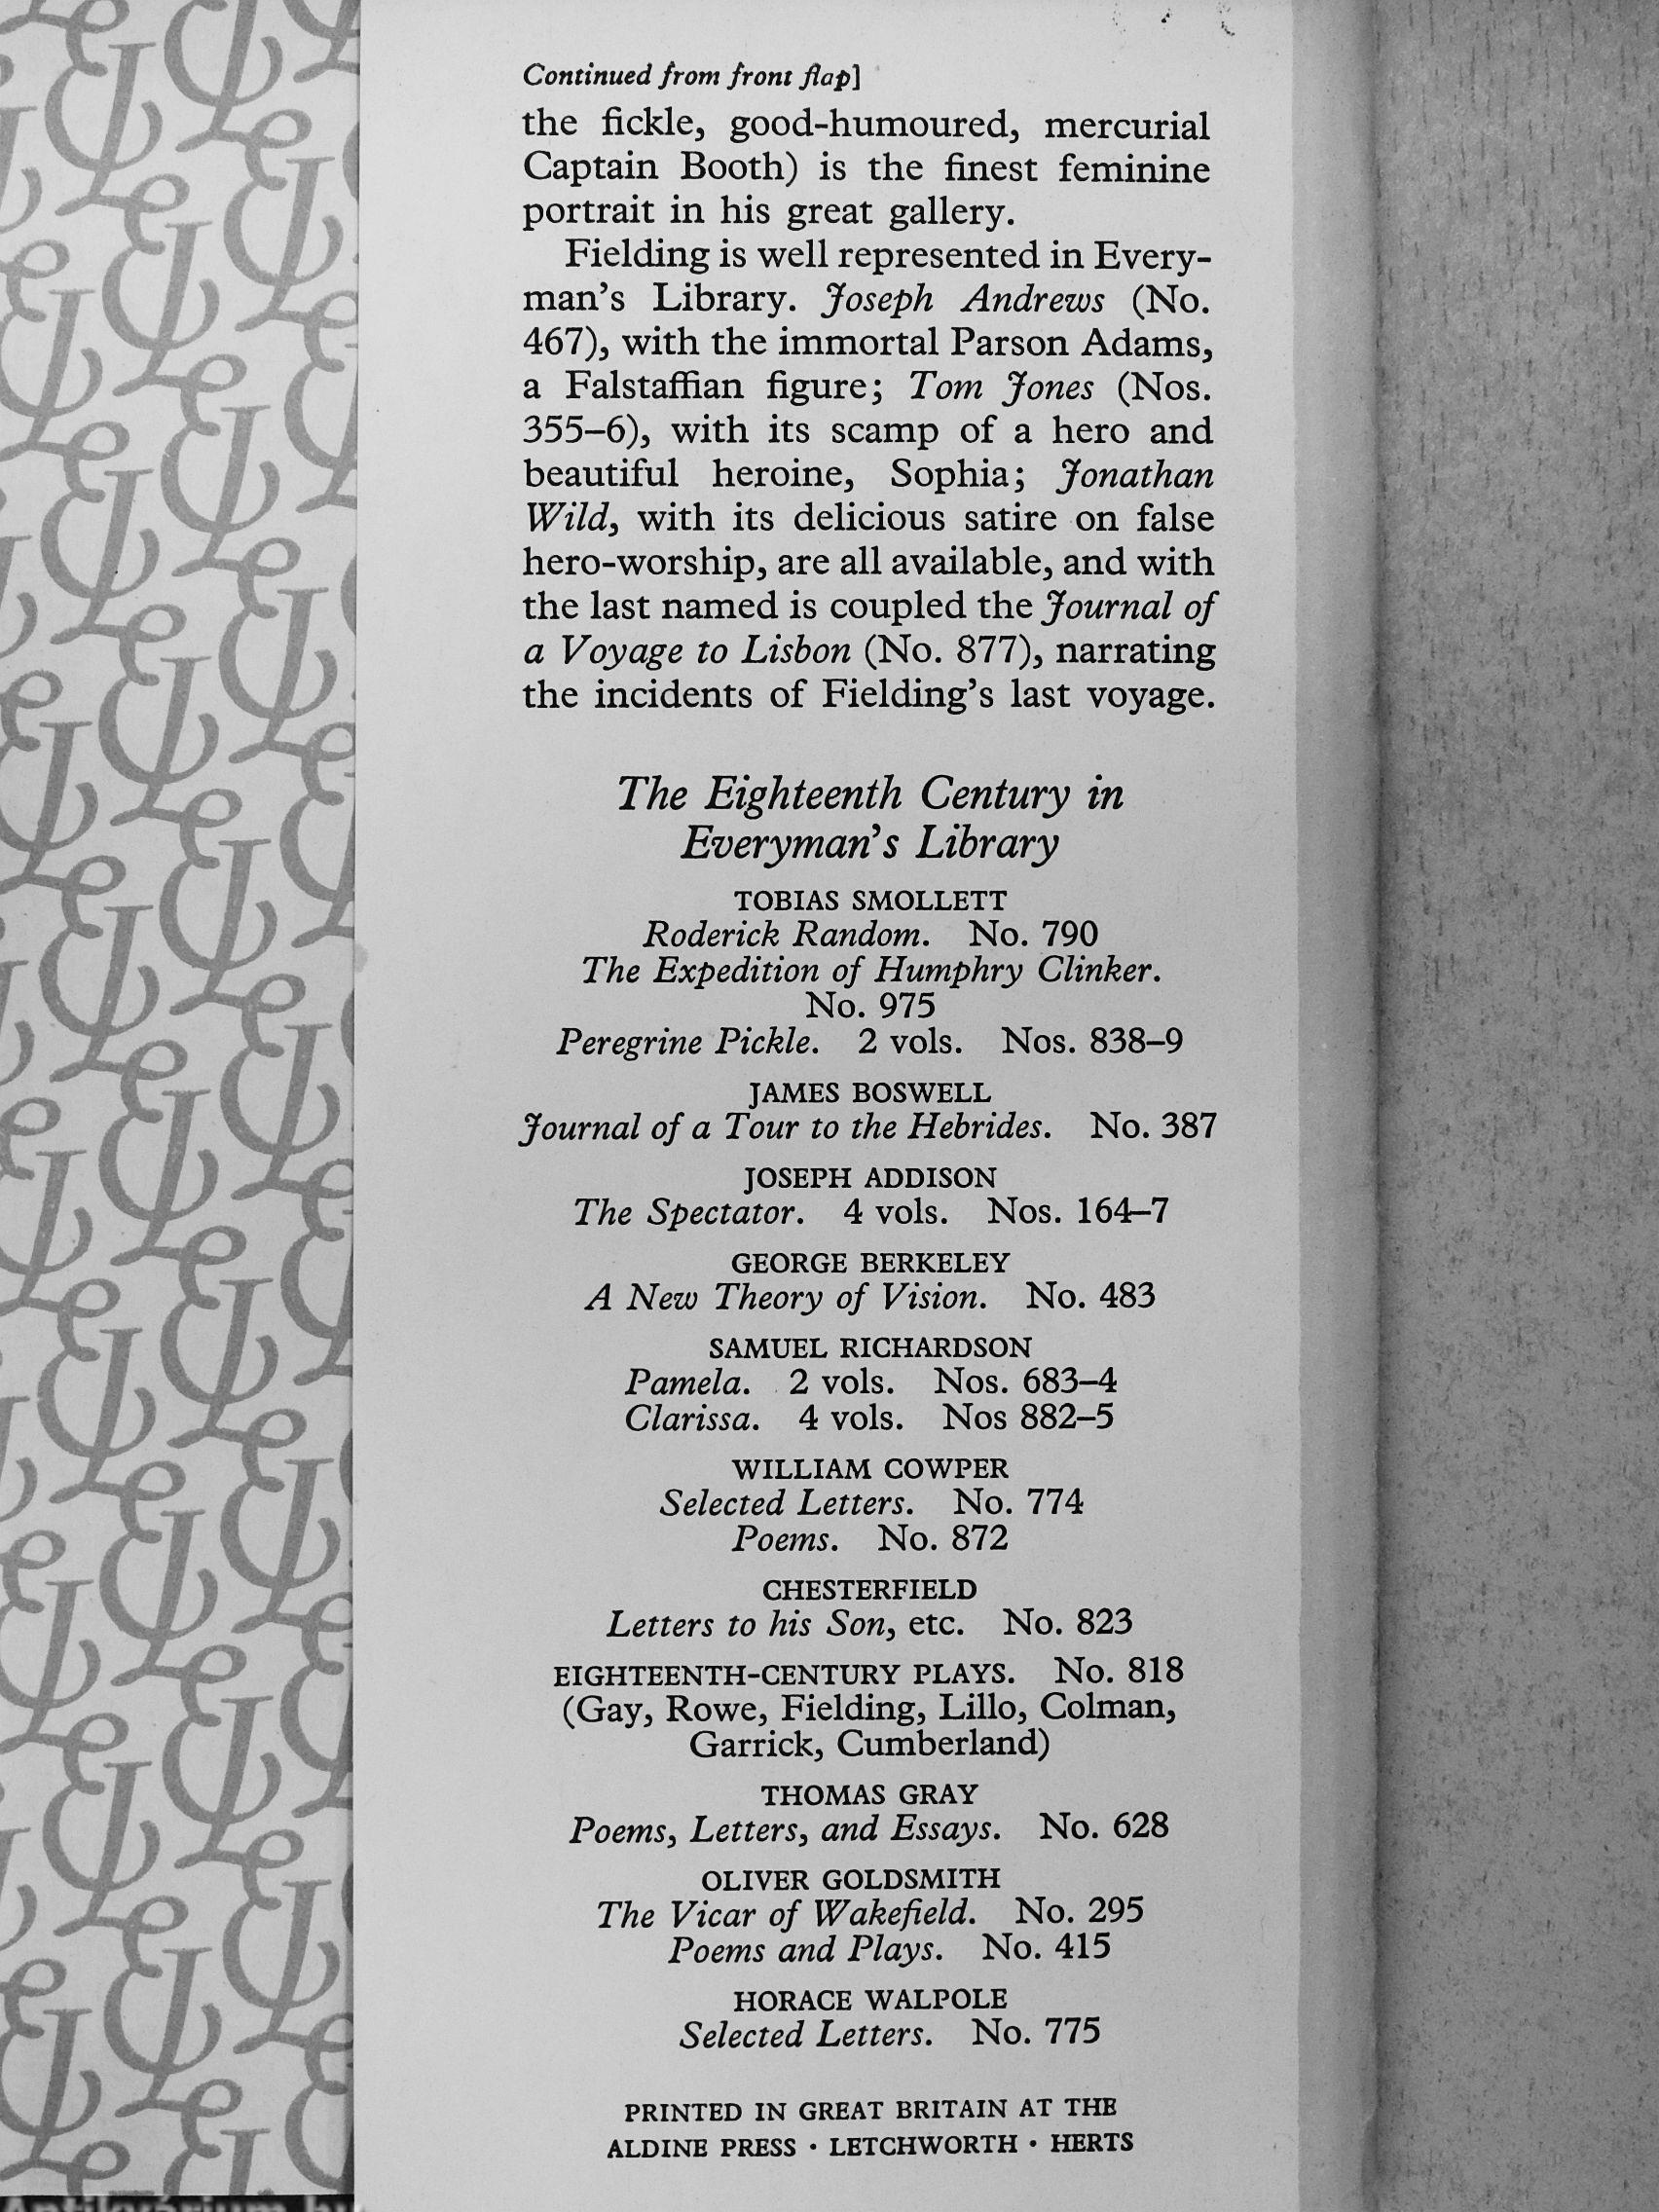 Continued from front flap]
the fickle, good-humoured, mercurial
Captain Booth) is the finest feminine
portrait in his great gallery.
Fielding is well represented in Every-
man's Library. Joseph Andrews (No.
467), with the immortal Parson Adams,
a Falstaffian figure; Tom Jones (Nos.
355–6), with its scamp of a hero and
beautiful heroine, Sophia; Jonathan
Wild, with its delicious satire on false
hero-worship, are all available, and with
the last named is coupled the Journal of
a Voyage to Lisbon (No. 877), narrating
the incidents of Fielding's last voyage.
The Eighteenth Century in
Everyman's Library
TOBIAS SMOLLETT
Roderick Random. No. 790
The Expedition of Humphry Clinker.
No. 975
Peregrine Pickle. 2 vols. Nos. 838–9
JAMES BOSWELL
Journal of a Tour to the Hebrides. No. 387
JOSEPH ADDISON
The Spectator. 4 vols. Nos. 164–7
GEORGE BERKELEY
A New Theory of Vision. No. 483
SAMUEL RICHARDSON
Pamela. 2 vols. Nos. 683–4
Clarissa. 4 vols. Nos 882–5
WILLIAM COWPER
Selected Letters. No. 774
Poems. No. 872
CHESTERFIELD
Letters to his Son, etc. No. 823
EIGHTEENTH-CENTURY PLAYS. No. 818
(Gay, Rowe, Fielding, Lillo, Colman,
Garrick, Cumberland)
THOMAS GRAY
Poems, Letters, and Essays. No. 628
OLIVER GOLDSMITH
The Vicar of Wakefield. No. 295
Poems and Plays. No. 415
HORACE WALPOLE
Selected Letters. No. 775
PRINTED IN GREAT BRITAIN AT THE
ALDINE PRESS · LETCHWORTH · HERTS